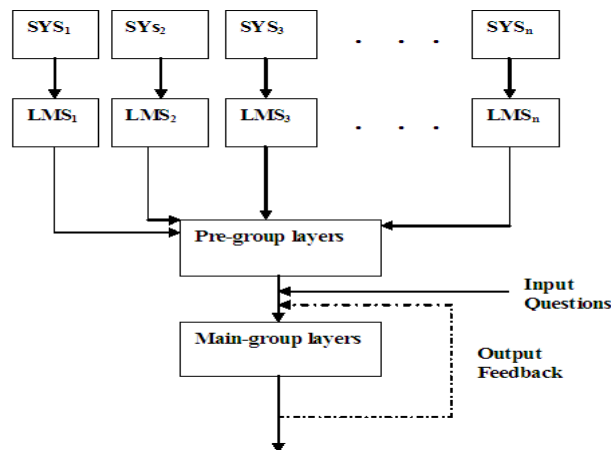 SYS₁ SYs₂ SYS₃ . . . SYSₙ
LMS₁ LMS₂ LMS₃ . . . LMSₙ
Pre-group layers
Input
Questions
Main-group layers
Output
Feedback